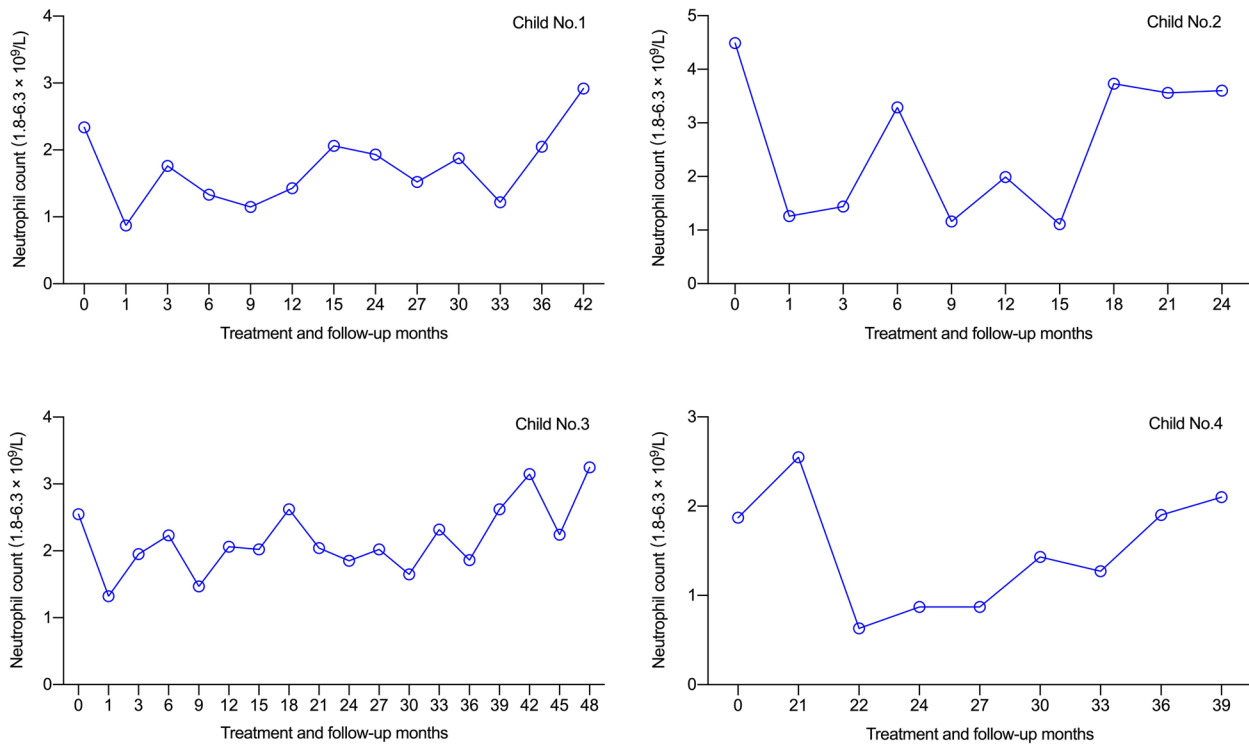 Child No.1
Neutrophil count (1.8-6.3 × 10⁹/L)
4
3
2
1
0
0 1 3 6 9 12 15 24 27 30 33 36 42
Treatment and follow-up months
Child No.2
Neutrophil count (1.8-6.3 × 10⁹/L)
5
4
3
2
1
0
0 1 3 6 9 12 15 18 21 24
Treatment and follow-up months
Child No.3
Neutrophil count (1.8-6.3 × 10⁹/L)
4
3
2
1
0
0 1 3 6 9 12 15 18 21 24 27 30 33 36 39 42 45 48
Treatment and follow-up months
Child No.4
Neutrophil count (1.8-6.3 × 10⁹/L)
3
2
1
0
0 21 22 24 27 30 33 36 39
Treatment and follow-up months